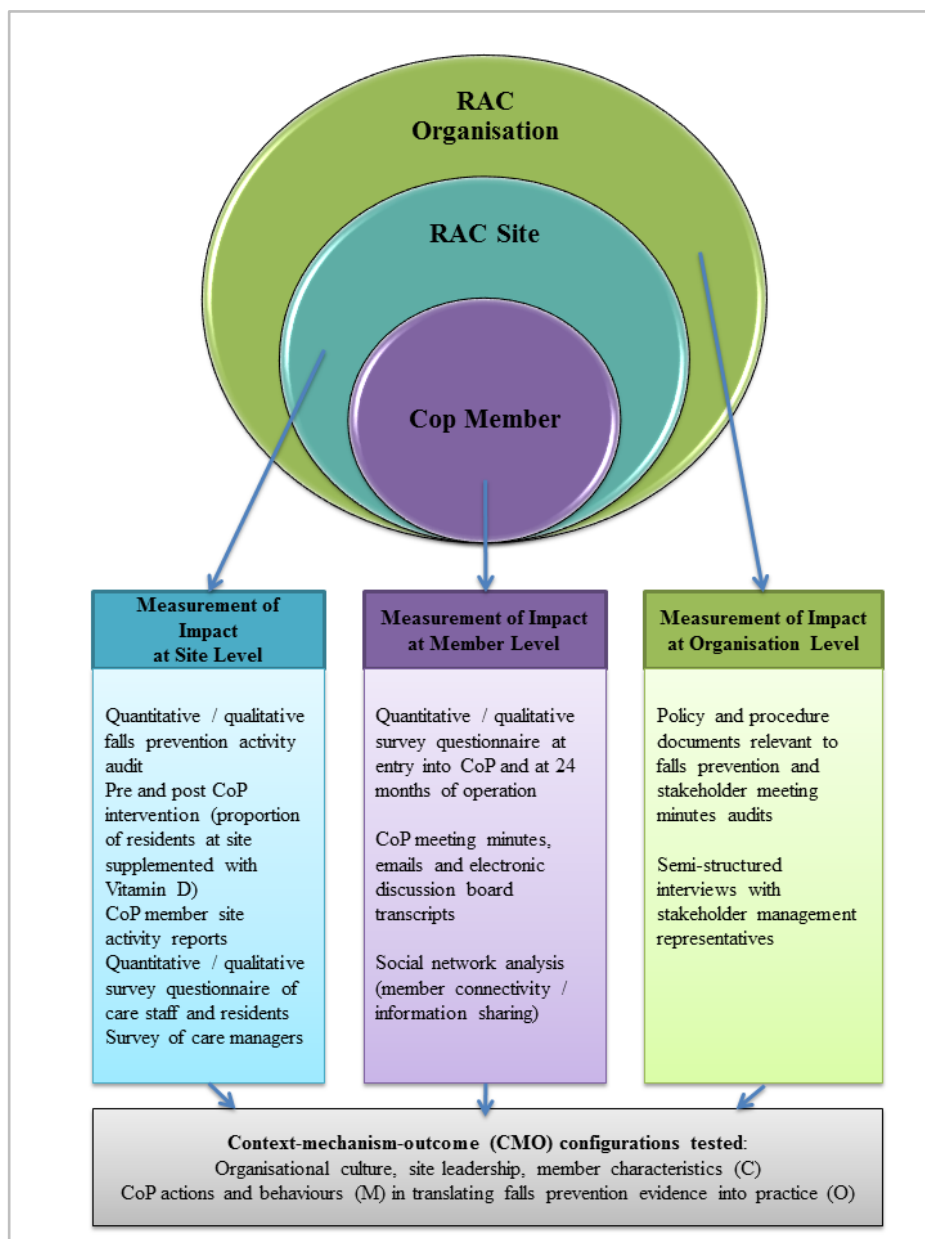 RAC
Organisation
RAC Site
Cop Member
Measurement of
Impact
at Site Level
Quantitative / qualitative
falls prevention activity
audit
Pre and post CoP
intervention (proportion
of residents at site
supplemented with
Vitamin D)
CoP member site
activity reports
Quantitative / qualitative
survey questionnaire of
care staff and residents
Survey of care managers
Measurement of Impact
at Member Level
Quantitative / qualitative
survey questionnaire at
entry into CoP and at 24
months of operation
CoP meeting minutes,
emails and electronic
discussion board
transcripts
Social network analysis
(member connectivity /
information sharing)
Measurement of Impact
at Organisation Level
Policy and procedure
documents relevant to
falls prevention and
stakeholder meeting
minutes audits
Semi-structured
interviews with
stakeholder management
representatives
Context-mechanism-outcome (CMO) configurations tested:
Organisational culture, site leadership, member characteristics (C)
CoP actions and behaviours (M) in translating falls prevention evidence into practice (O)